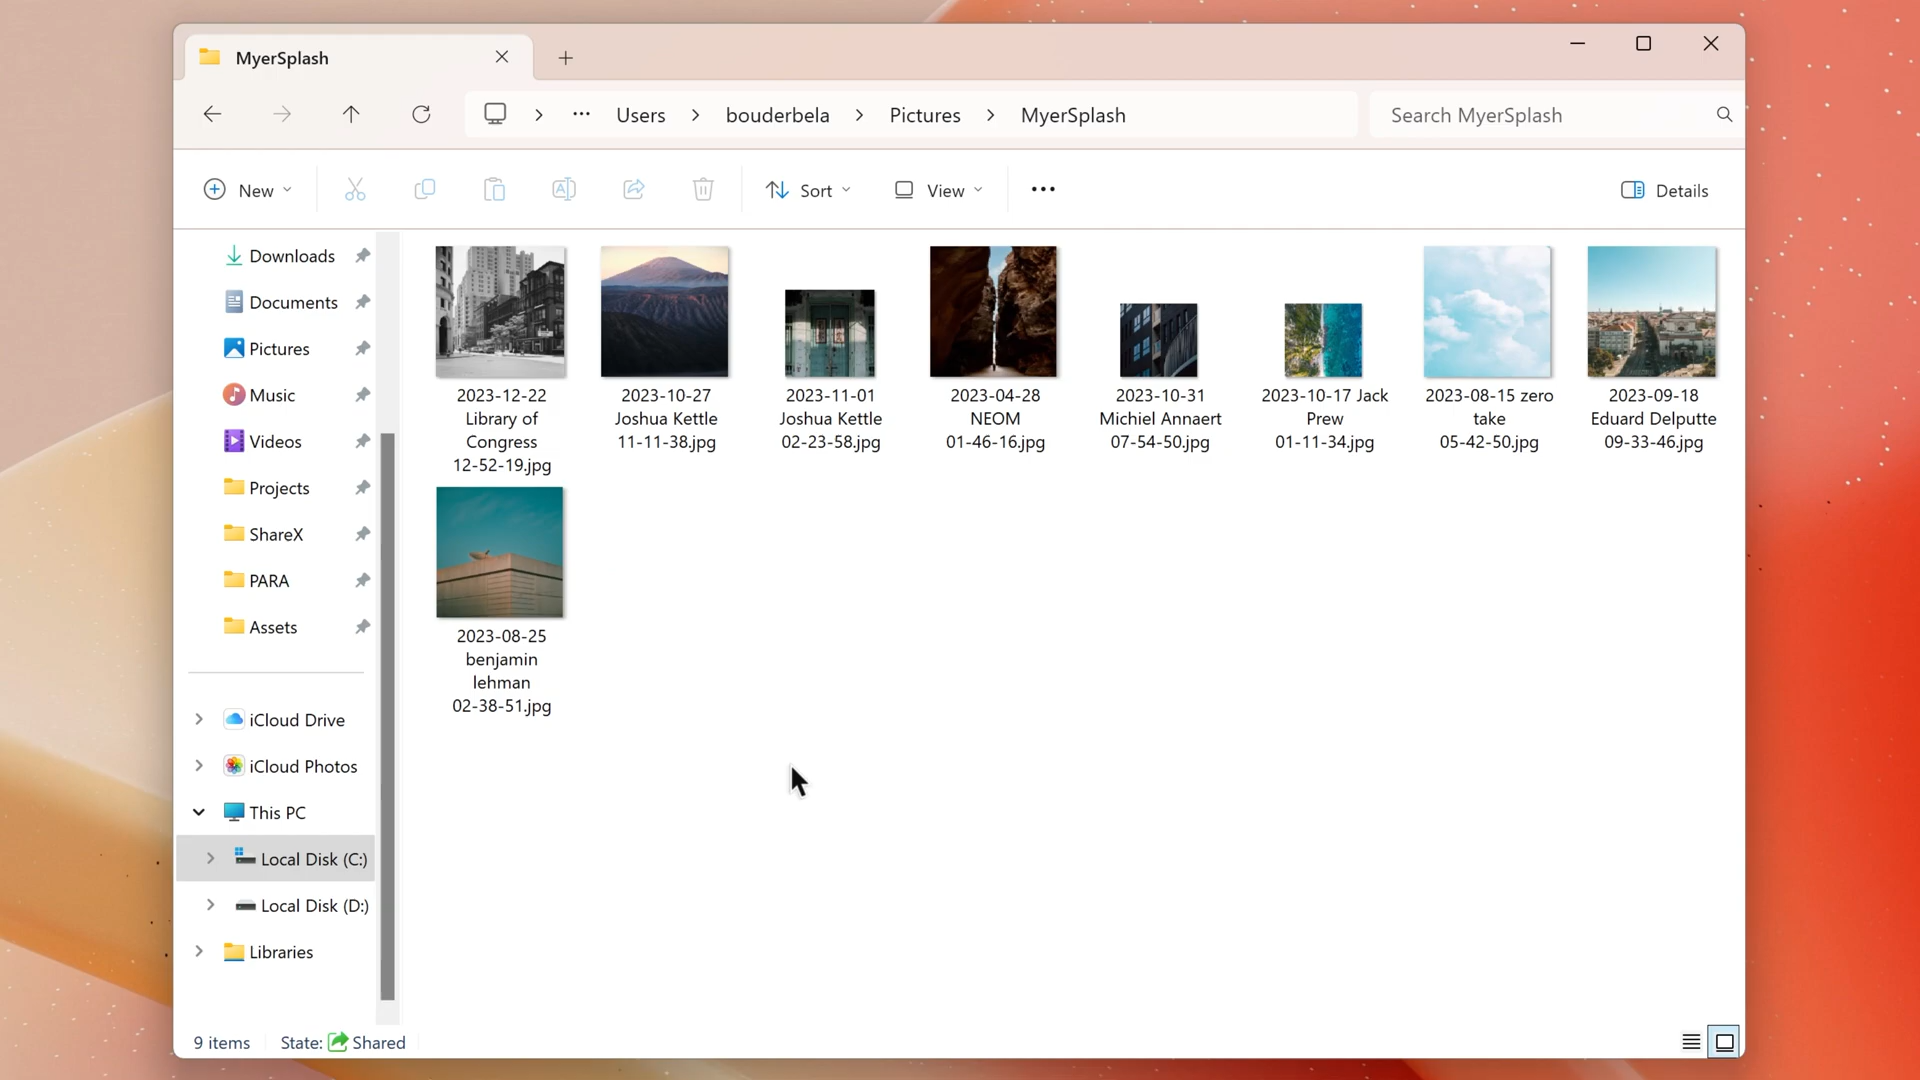 MyerSplash
Users
bouderbela
Pictures
MyerSplash
Search MyerSplash
New
Sort
View
Details
Downloads
Documents
Pictures
Music
Videos
Projects
ShareX
PARA
Assets
iCloud Drive
iCloud Photos
This PC
Local Disk (C:)
Local Disk (D:)
Libraries
2023-12-22
Library of
Congress
12-52-19.jpg
2023-10-27
Joshua Kettle
11-11-38.jpg
2023-11-01
Joshua Kettle
02-23-58.jpg
2023-04-28
NEOM
01-46-16.jpg
2023-10-31
Michiel Annaert
07-54-50.jpg
2023-10-17 Jack
Prew
01-11-34.jpg
2023-08-15 zero
take
05-42-50.jpg
2023-09-18
Eduard Delputte
09-33-46.jpg
2023-08-25
benjamin
lehman
02-38-51.jpg
9 items
State: Shared